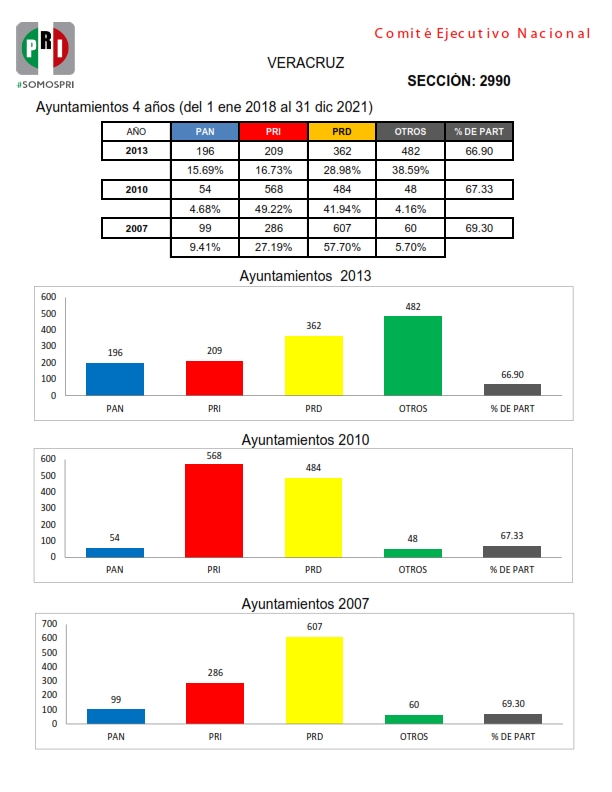 PRI
#SOMOSPRI
Comité Ejecutivo Nacional
VERACRUZ
SECCIÓN: 2990
Ayuntamientos 4 años (del 1 ene 2018 al 31 dic 2021)
AÑO PAN PRI PRD OTROS % DE PART
2013 196 209 362 482 66.90
15.69% 16.73% 28.98% 38.59%
2010 54 568 484 48 67.33
4.68% 49.22% 41.94% 4.16%
2007 99 286 607 60 69.30
9.41% 27.19% 57.70% 5.70%
Ayuntamientos 2013
600
500
400
300
200
100
0
196 209 362 482 66.90
PAN PRI PRD OTROS % DE PART
Ayuntamientos 2010
600
500
400
300
200
100
0
54 568 484 48 67.33
PAN PRI PRD OTROS % DE PART
Ayuntamientos 2007
700
600
500
400
300
200
100
0
99 286 607 60 69.30
PAN PRI PRD OTROS % DE PART